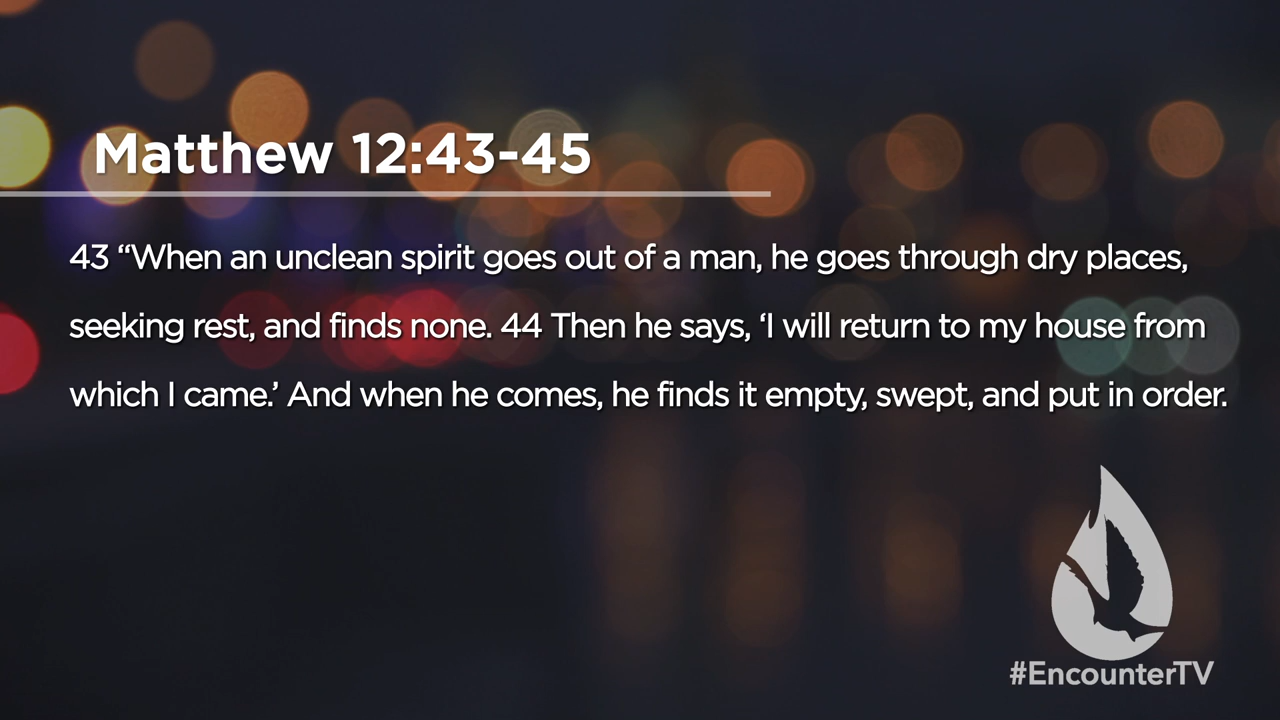 Matthew 12:43-45
43 “When an unclean spirit goes out of a man, he goes through dry places,
seeking rest, and finds none. 44 Then he says, ‘I will return to my house from
which I came.’ And when he comes, he finds it empty, swept, and put in order.
#EncounterTV